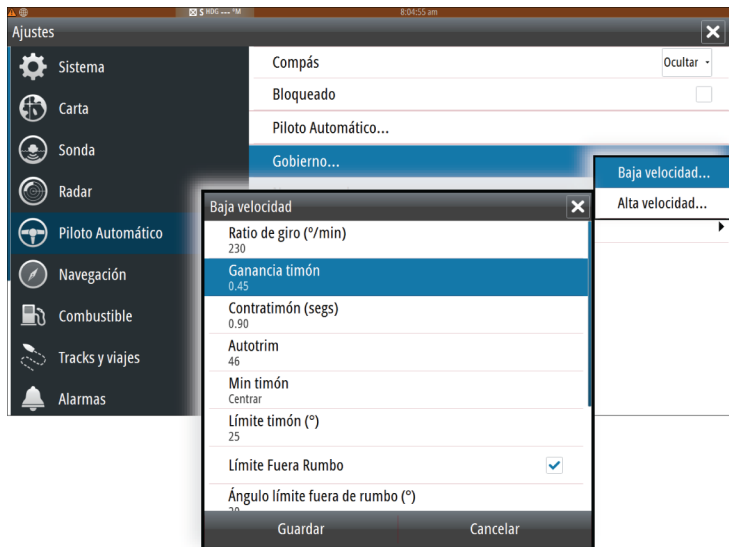 S HDG --- °M
8:04:55 am
Ajustes
Sistema
Carta
Sonda
Radar
Piloto Automático
Navegación
Combustible
Tracks y viajes
Alarmas
Compás
Ocultar
Bloqueado
Piloto Automático...
Gobierno...
Baja velocidad...
Alta velocidad...
Baja velocidad
Ratio de giro (º/min)
230
Ganancia timón
0.45
Contratimón (segs)
0.90
Autotrim
46
Min timón
Centrar
Límite timón (°)
25
Límite Fuera Rumbo
Ángulo límite fuera de rumbo (°)
Guardar
Cancelar